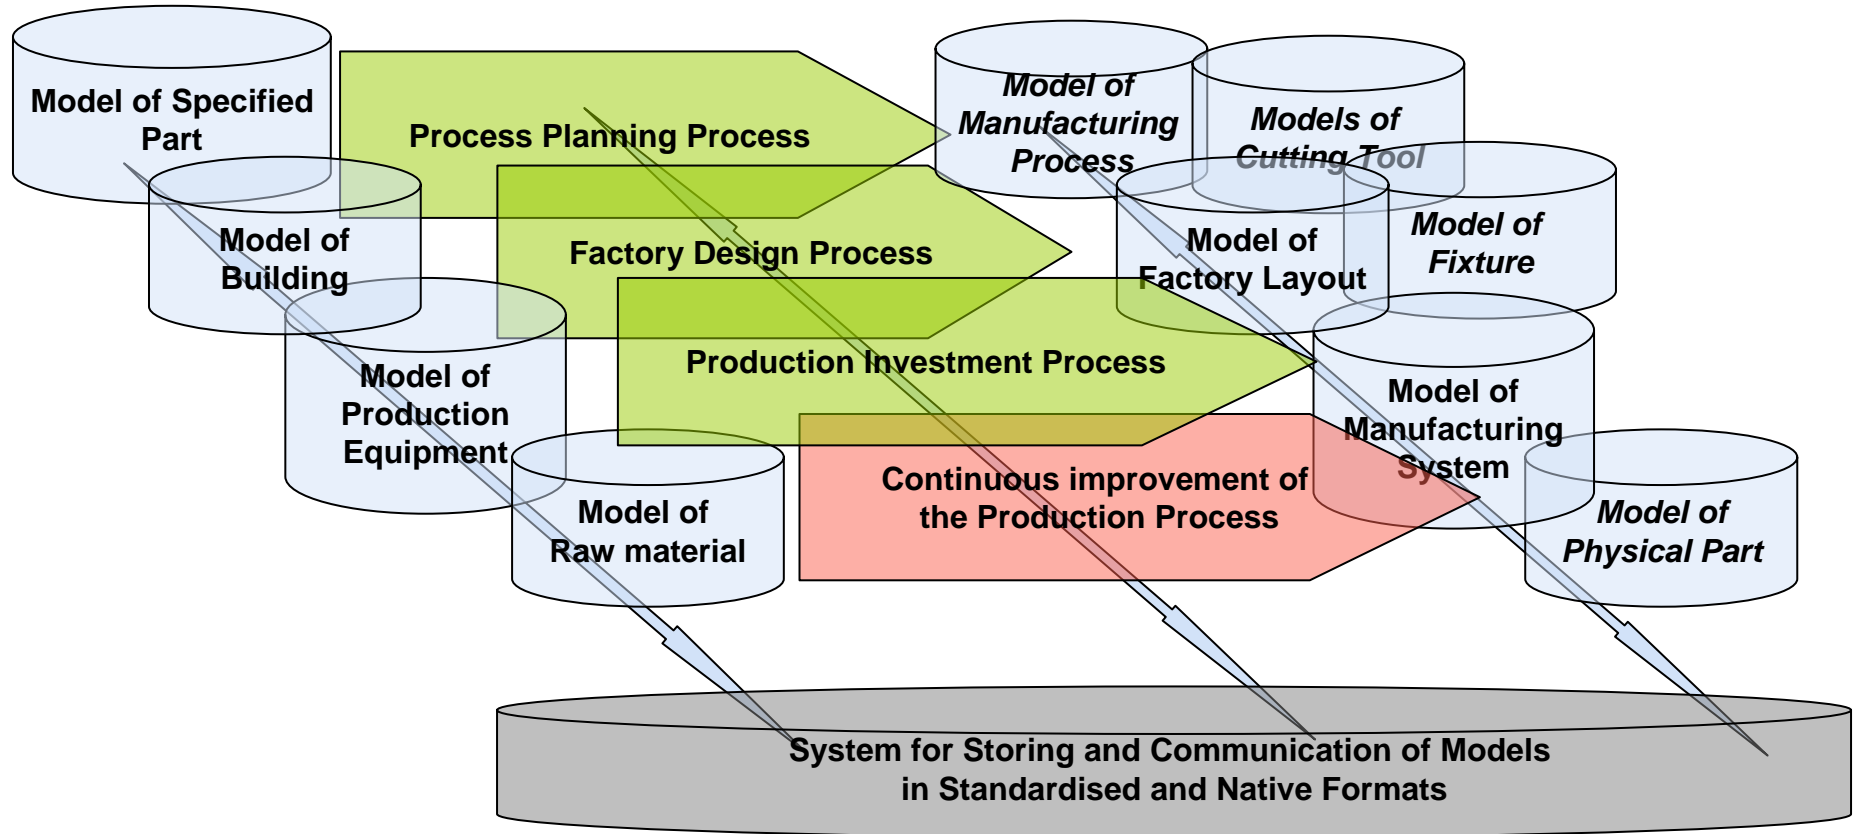 Model of Specified
Part
Process Planning Process
Model of
Manufacturing
Process
Models of
Cutting Tool
Model of
Building
Factory Design Process
Model of
Factory Layout
Model of
Fixture
Model of
Production
Equipment
Production Investment Process
Model of
Manufacturing
System
Model of
Raw material
Continuous improvement of
the Production Process
Model of
Physical Part
System for Storing and Communication of Models
in Standardised and Native Formats